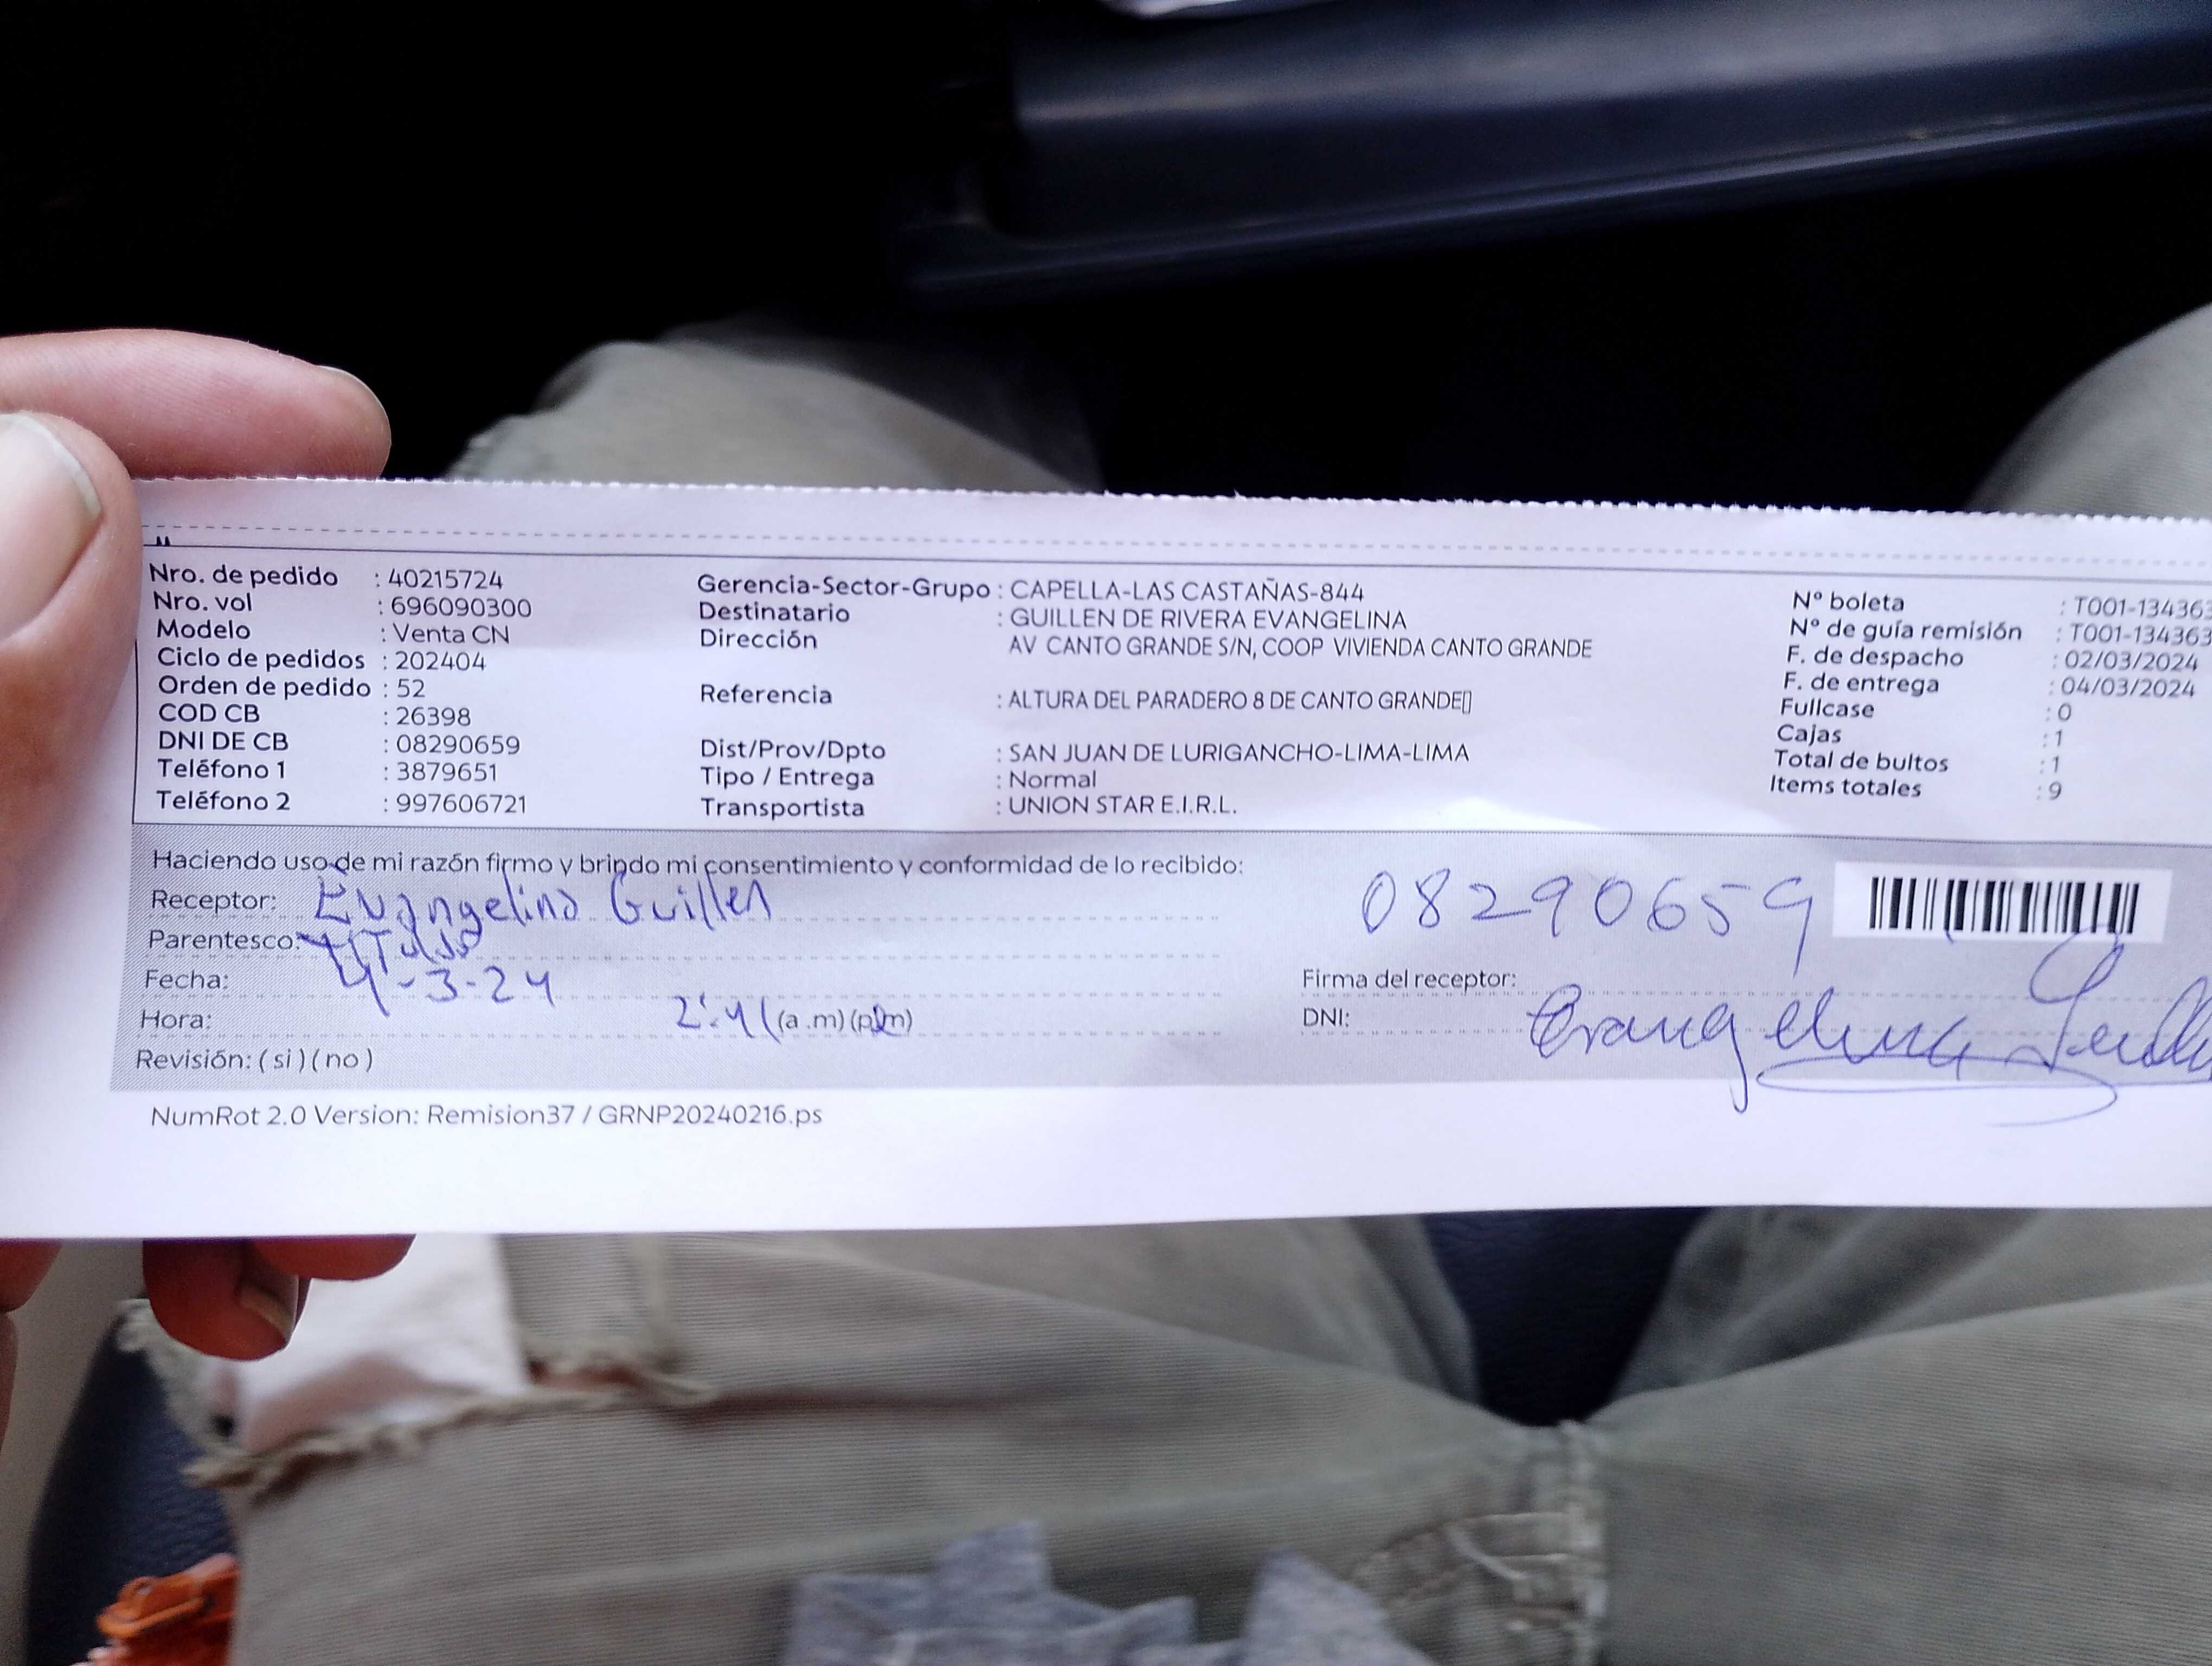 Nro. de pedido : 40215724
Nro. vol : 696090300
Modelo : Venta CN
Ciclo de pedidos : 202404
Orden de pedido : 52
COD CB : 26398
DNI DE CB : 08290659
Teléfono 1 : 3879651
Teléfono 2 : 997606721
Gerencia-Sector-Grupo : CAPELLA-LAS CASTAÑAS-844
Destinatario : GUILLEN DE RIVERA EVANGELINA
Dirección AV CANTO GRANDE S/N, COOP VIVIENDA CANTO GRANDE
Referencia : ALTURA DEL PARADERO 8 DE CANTO GRANDE[]
Dist/Prov/Dpto : SAN JUAN DE LURIGANCHO-LIMA-LIMA
Tipo / Entrega : Normal
Transportista : UNION STAR E.I.R.L.
Nº boleta : T001-134363
Nº de guía remisión : T001-134363
F. de despacho : 02/03/2024
F. de entrega : 04/03/2024
Fullcase : 0
Cajas : 1
Total de bultos : 1
Items totales : 9
Haciendo uso de mi razón firmo y brindo mi consentimiento y conformidad de lo recibido:
Receptor: Evangelina Guillen
Parentesco:
Fecha: 4-3-24
Hora: (a.m) (p.m)
Revisión: ( si ) ( no )
08290659
Firma del receptor:
DNI: Evangelina
NumRot 2.0 Version: Remision37 / GRNP20240216.ps